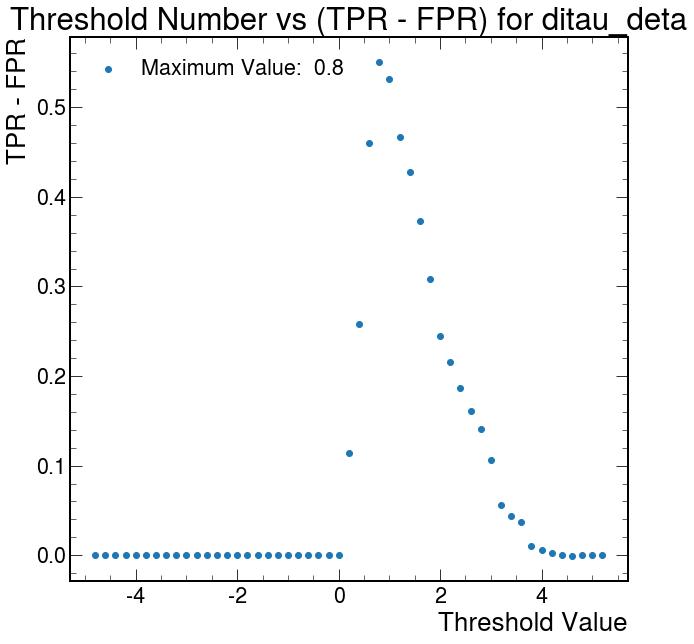 Threshold Number vs (TPR - FPR) for ditau_deta
TPR - FPR
Maximum Value:  0.8
0.5
0.4
0.3
0.2
0.1
0.0
-4 -2 0 2 4
Threshold Value